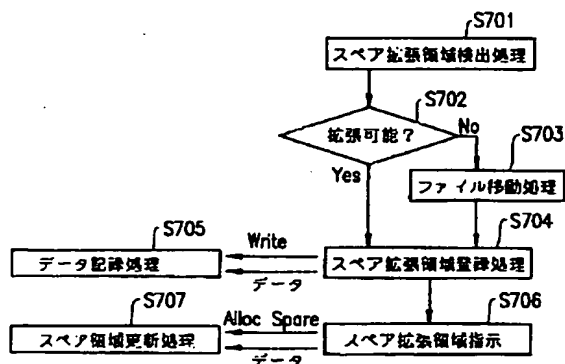 S701
スペア拡張領域検出処理
S702
拡張可能?
No
S703
Yes
ファイル移動処理
S704
S705
Write
データ記録処理
スペア拡張領域登録処理
データ
S707
S706
Alloc Spare
スペア領域更新処理
スペア拡張領域指示
データ